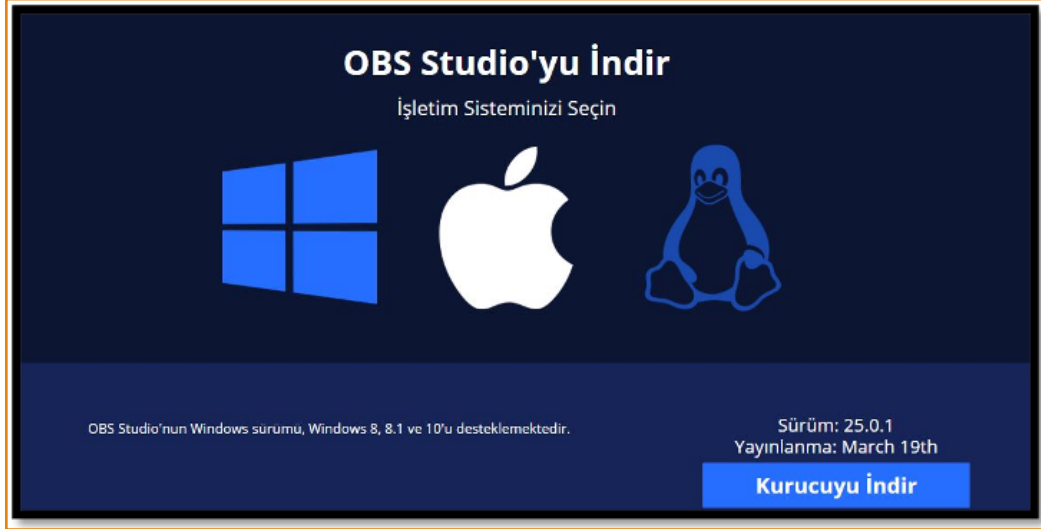 OBS Studio'yu İndir
İşletim Sisteminizi Seçin
OBS Studio'nun Windows sürümü, Windows 8, 8.1 ve 10'u desteklemektedir.
Sürüm: 25.0.1
Yayınlanma: March 19th
Kurucuyu İndir